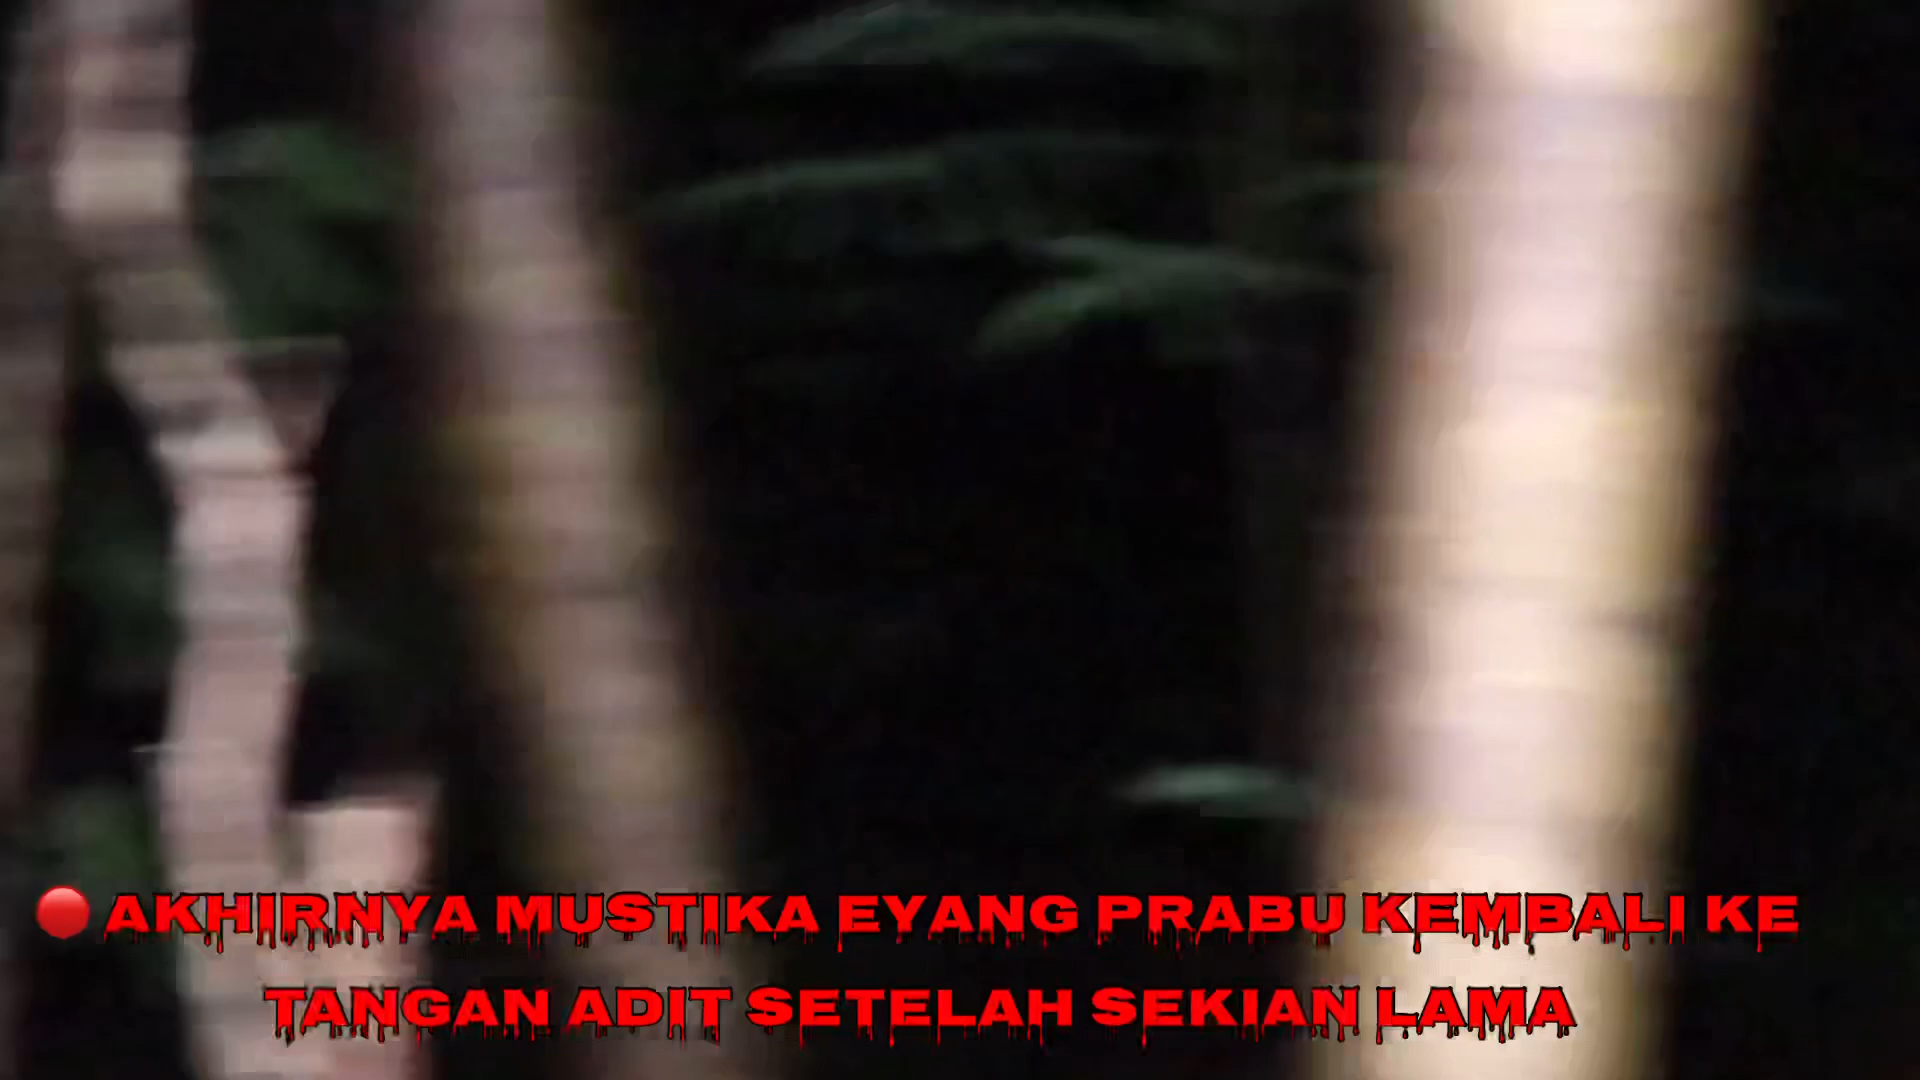 🔴 AKHIRNYA MUSTIKA EYANG PRABU KEMBALI KE
TANGAN ADIT SETELAH SEKIAN LAMA